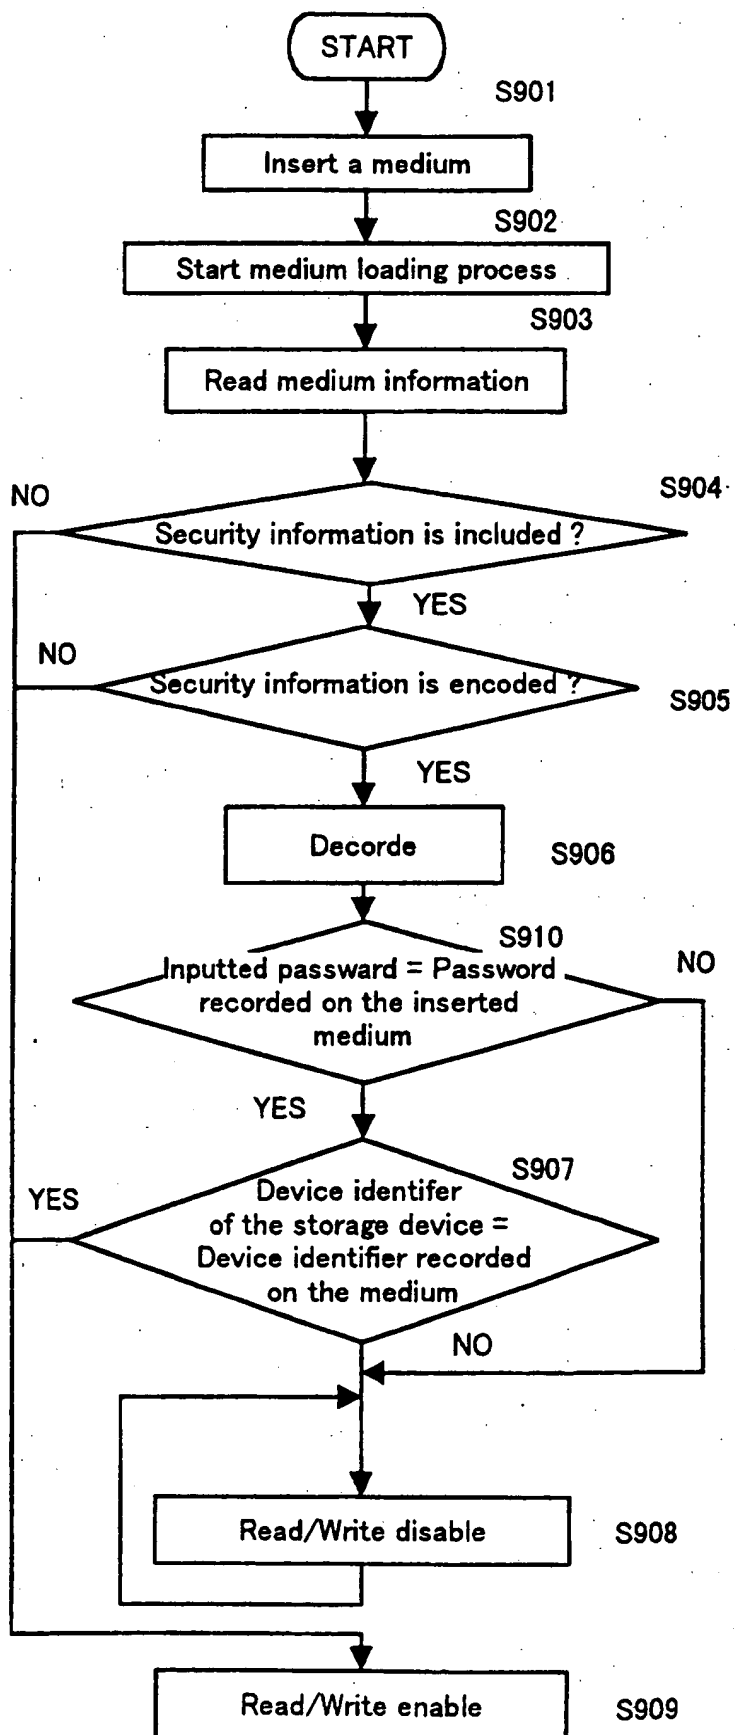 START
S901
Insert a medium
S902
Start medium loading process
S903
Read medium information
NO
S904
Security information is included ?
YES
NO
Security information is encoded ?
S905
YES
Decorde
S906
S910
NO
Inputted passward = Password
recorded on the inserted
medium
YES
S907
YES
Device identifer
of the storage device =
Device identifier recorded
on the medium
NO
Read/Write disable
S908
Read/Write enable
S909